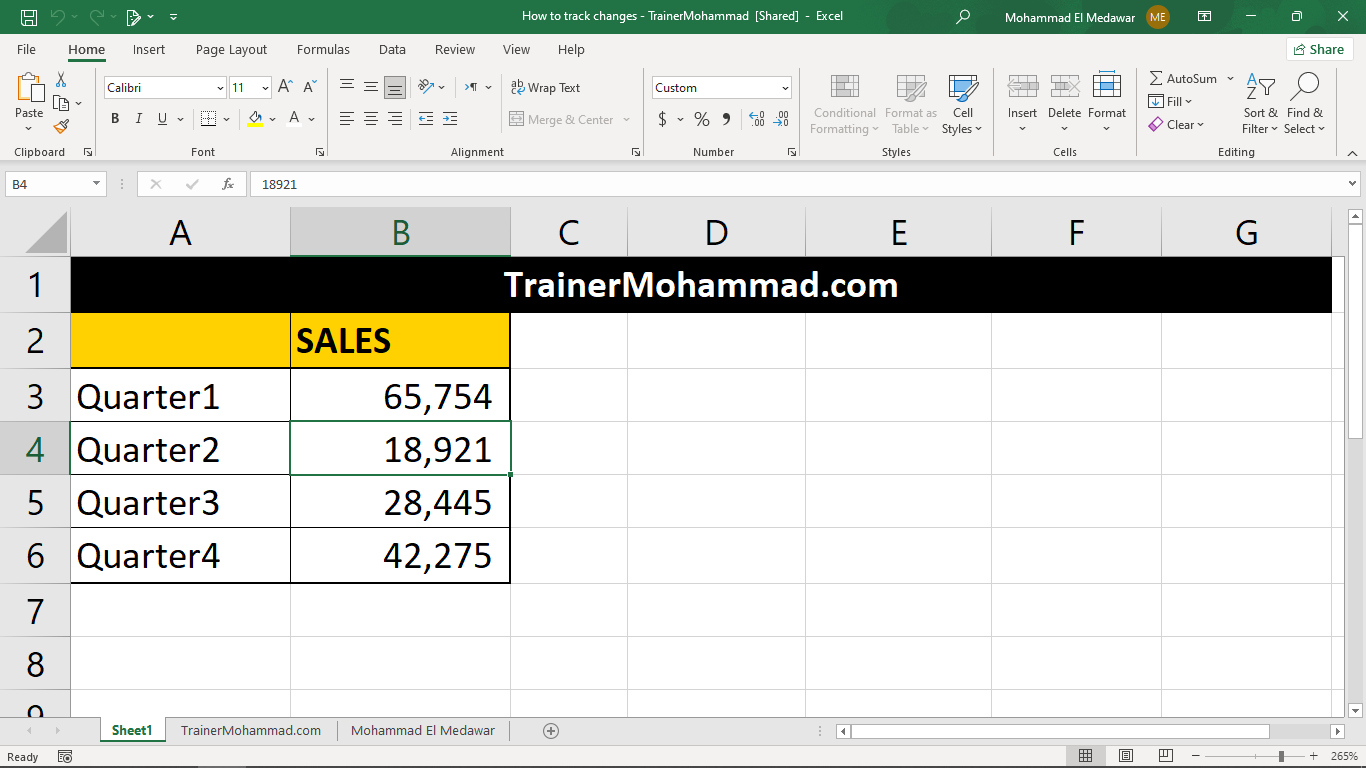 How to track changes - TrainerMohammad [Shared] - Excel
Mohammad El Medawar ME
File Home Insert Page Layout Formulas Data Review View Help Share
Paste
Clipboard
Calibri 11
B I U A
Font
ab Wrap Text
Merge & Center
Alignment
Custom
$ % 9
Number
Conditional Formatting
Format as Table
Cell Styles
Styles
Insert Delete Format
Cells
AutoSum
Fill
Clear
Sort & Filter
Find & Select
Editing
B4 fx 18921
A B C D E F G
1 TrainerMohammad.com
2 SALES
3 Quarter1 65,754
4 Quarter2 18,921
5 Quarter3 28,445
6 Quarter4 42,275
7
8
9
Sheet1 TrainerMohammad.com Mohammad El Medawar
Ready 265%